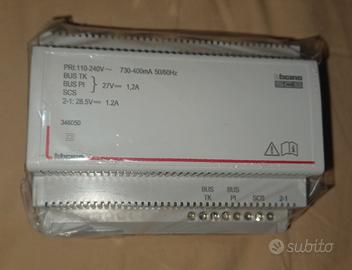 PRI:110-240V~ 730-400mA 50/60Hz
BUS TK
BUS PI
SCS
27V⎓ 1,2A
2-1: 28.5V⎓ 1.2A
346050
bticino
BUS TK
BUS PI
SCS
2-1
subito